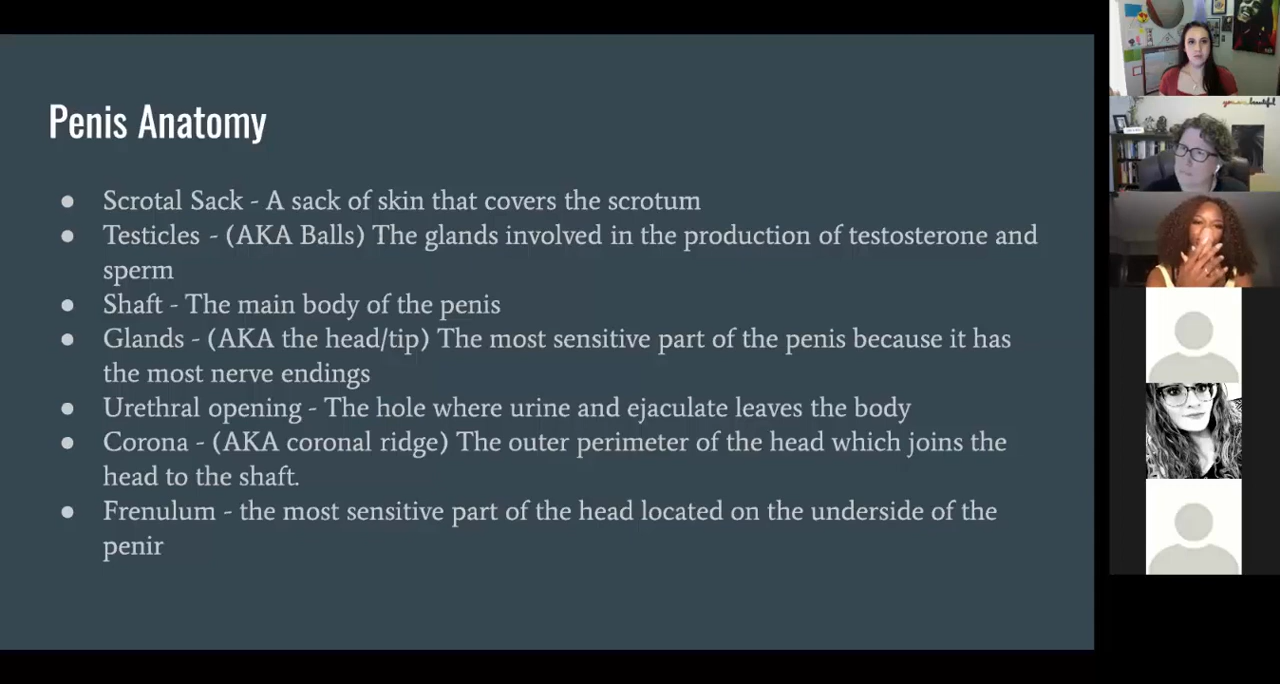 Penis Anatomy
Scrotal Sack - A sack of skin that covers the scrotum
Testicles - (AKA Balls) The glands involved in the production of testosterone and
sperm
Shaft - The main body of the penis
Glands - (AKA the head/tip) The most sensitive part of the penis because it has
the most nerve endings
Urethral opening - The hole where urine and ejaculate leaves the body
Corona - (AKA coronal ridge) The outer perimeter of the head which joins the
head to the shaft.
Frenulum - the most sensitive part of the head located on the underside of the
penir